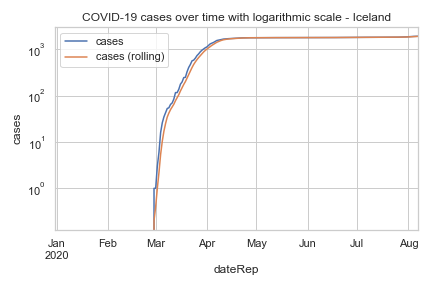 COVID-19 cases over time with logarithmic scale - Iceland
cases
cases (rolling)
10³
10²
10¹
10⁰
cases
Jan Feb Mar Apr May Jun Jul Aug
2020
dateRep